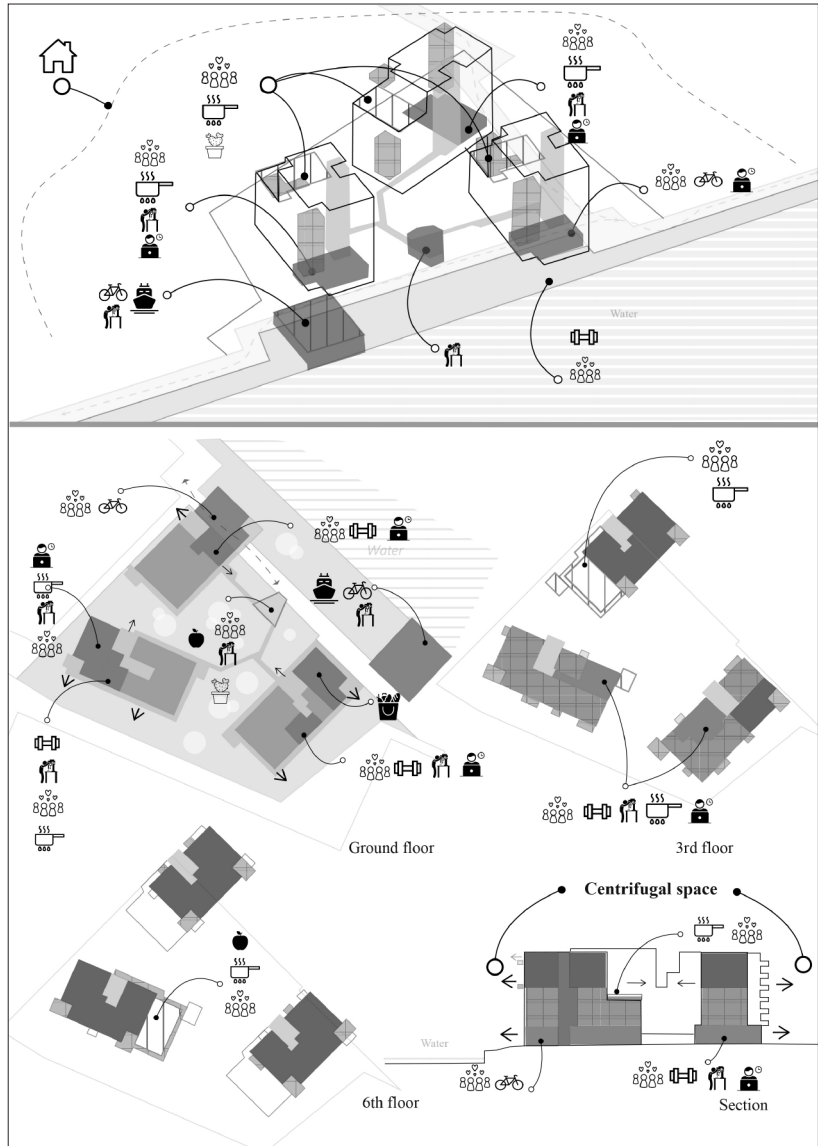 Water
Water
Ground floor
3rd floor
Centrifugal space
6th floor
Water
Section